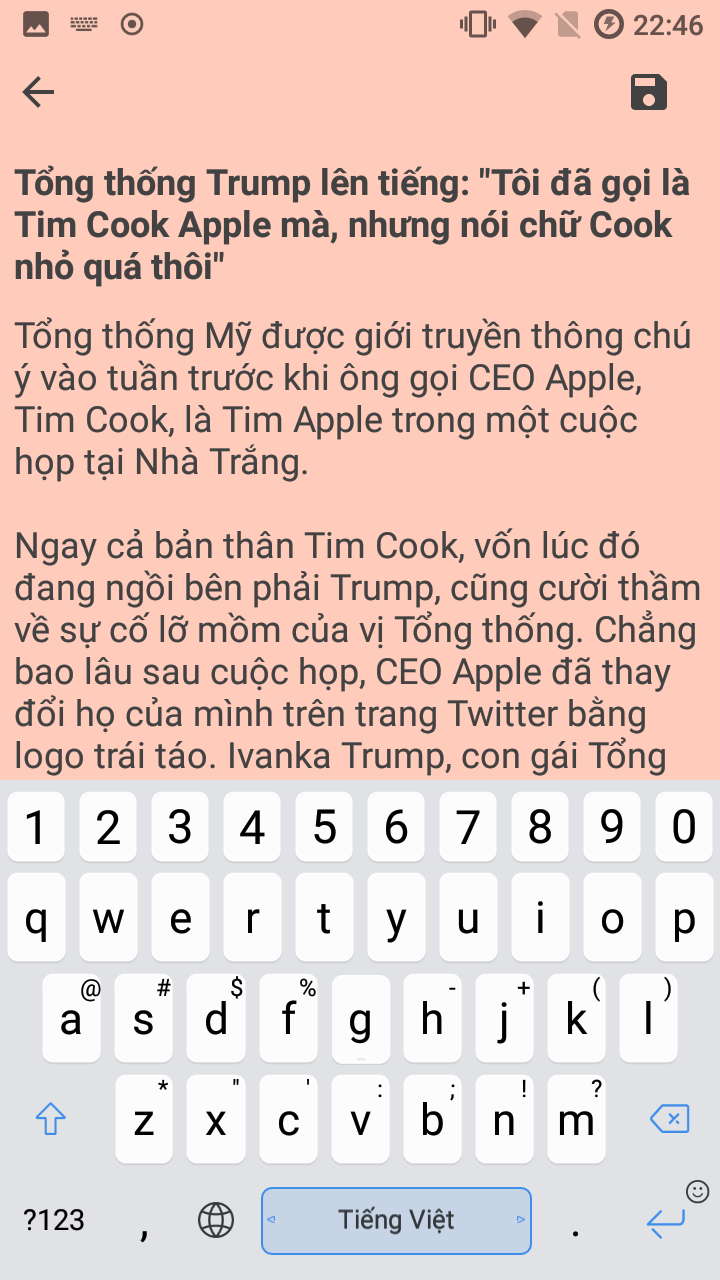 22:46
Tổng thống Trump lên tiếng: "Tôi đã gọi là
Tim Cook Apple mà, nhưng nói chữ Cook
nhỏ quá thôi"
Tổng thống Mỹ được giới truyền thông chú
ý vào tuần trước khi ông gọi CEO Apple,
Tim Cook, là Tim Apple trong một cuộc
họp tại Nhà Trắng.
Ngay cả bản thân Tim Cook, vốn lúc đó
đang ngồi bên phải Trump, cũng cười thầm
về sự cố lỡ mồm của vị Tổng thống. Chẳng
bao lâu sau cuộc họp, CEO Apple đã thay
đổi họ của mình trên trang Twitter bằng
logo trái táo. Ivanka Trump, con gái Tổng
1 2 3 4 5 6 7 8 9 0
q w e r t y u i o p
@ # $ % - + ( )
a s d f g h j k l
* " ' : ; ! ?
z x c v b n m
?123 , Tiếng Việt .